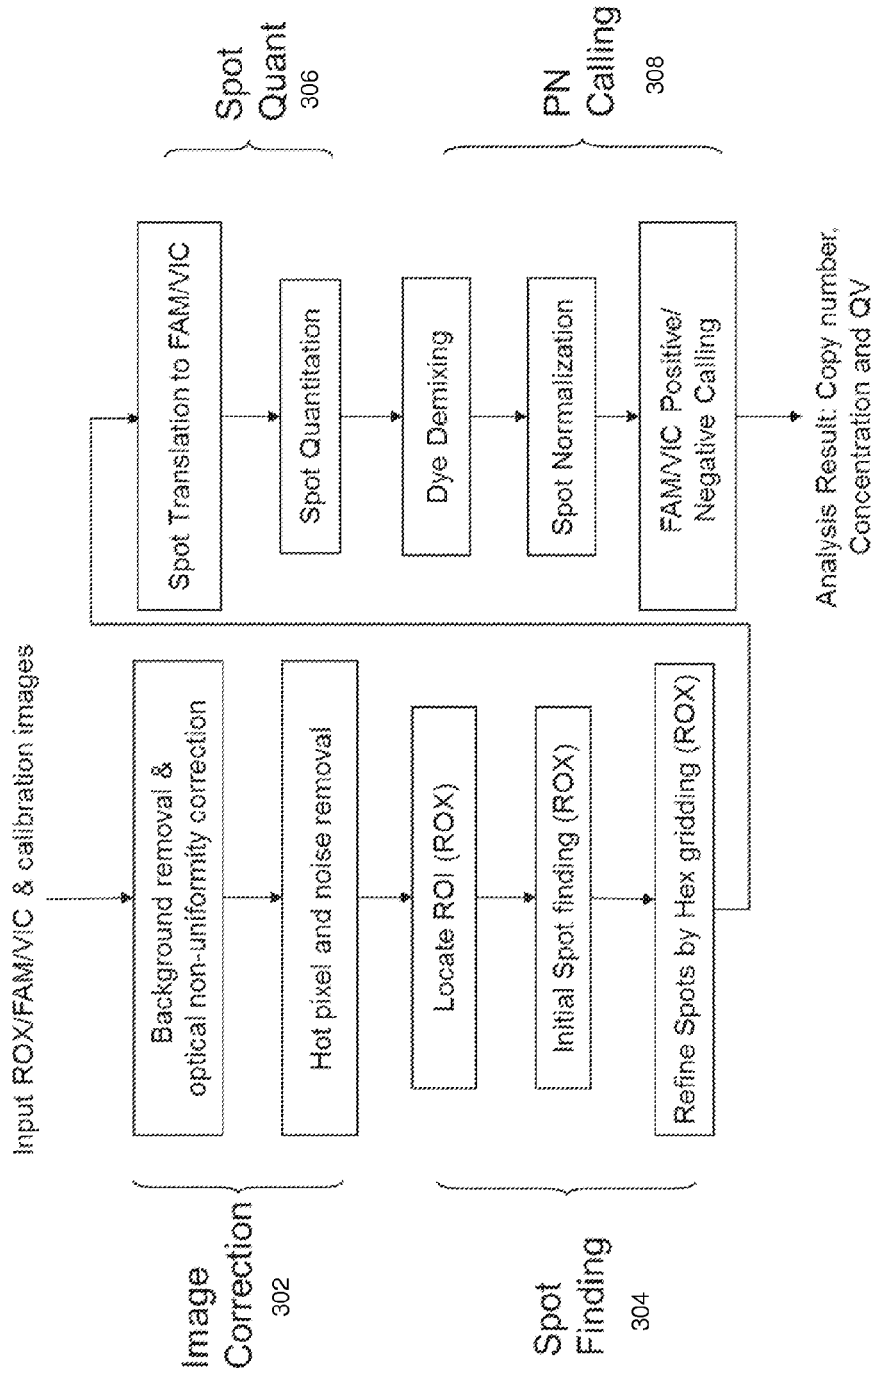 Input ROX/FAM/VIC & calibration images
Image
Correction
302
Background removal &
optical non-uniformity correction
Hot pixel and noise removal
Spot
Finding
304
Locate ROI (ROX)
Initial Spot finding (ROX)
Refine Spots by Hex gridding (ROX)
Spot Translation to FAM/VIC
Spot Quantitation
Spot
Quant
306
Dye Demixing
Spot Normalization
FAM/VIC Positive/
Negative Calling
PN
Calling
308
Analysis Result: Copy number,
Concentration and QV